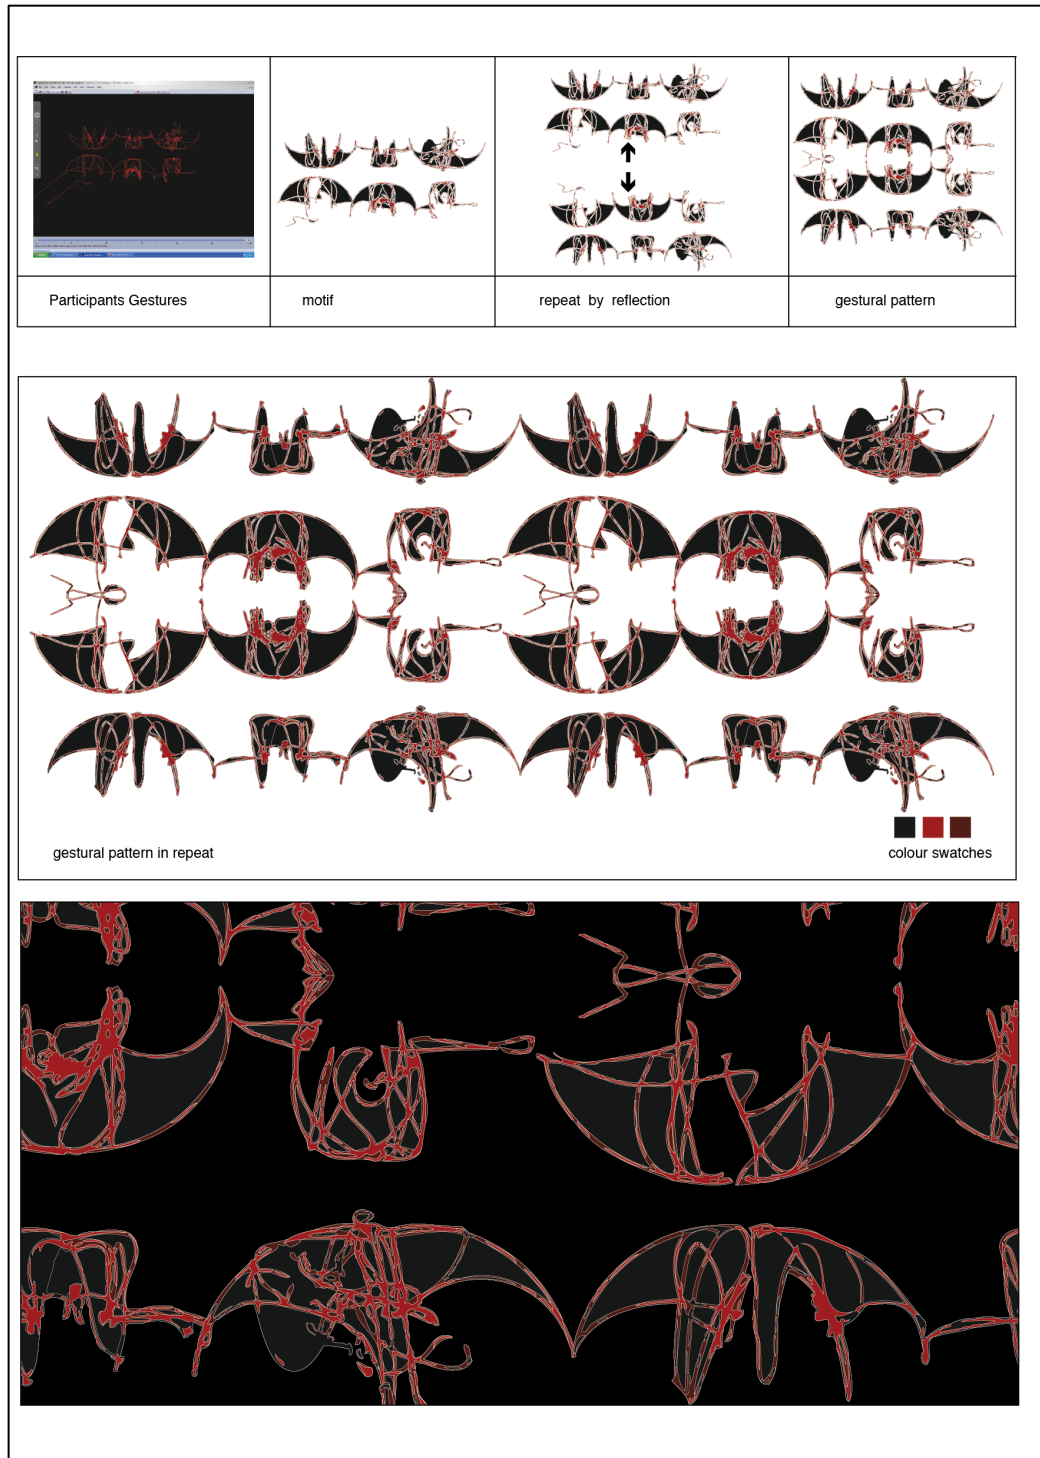 Participants Gestures
motif
repeat by reflection
gestural pattern
gestural pattern in repeat
colour swatches